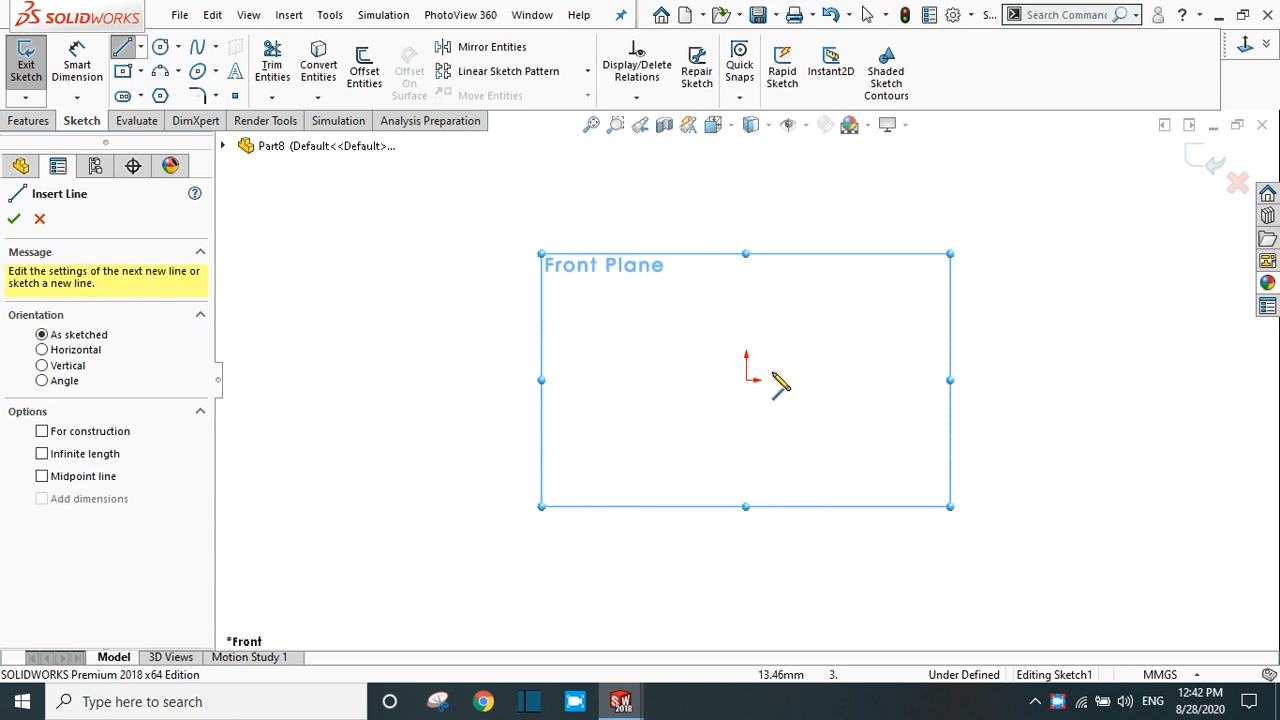 SOLIDWORKS File Edit View Insert Tools Simulation PhotoView 360 Window Help S... Search Commanc ?
Exit Sketch
Smart Dimension
Trim Entities
Convert Entities
Offset Entities
Offset On Surface
Mirror Entities
Linear Sketch Pattern
Move Entities
Display/Delete Relations
Repair Sketch
Quick Snaps
Rapid Sketch
Instant2D
Shaded Sketch Contours
Features Sketch Evaluate DimXpert Render Tools Simulation Analysis Preparation
Part8 (Default<<Default>...
Insert Line
Message
Edit the settings of the next new line or
sketch a new line.
Orientation
As sketched
Horizontal
Vertical
Angle
Options
For construction
Infinite length
Midpoint line
Add dimensions
Front Plane
*Front
Model 3D Views Motion Study 1
SOLIDWORKS Premium 2018 x64 Edition 13.46mm 3. Under Defined Editing Sketch1 MMGS
Type here to search
SW
2018
ENG
12:42 PM
8/28/2020